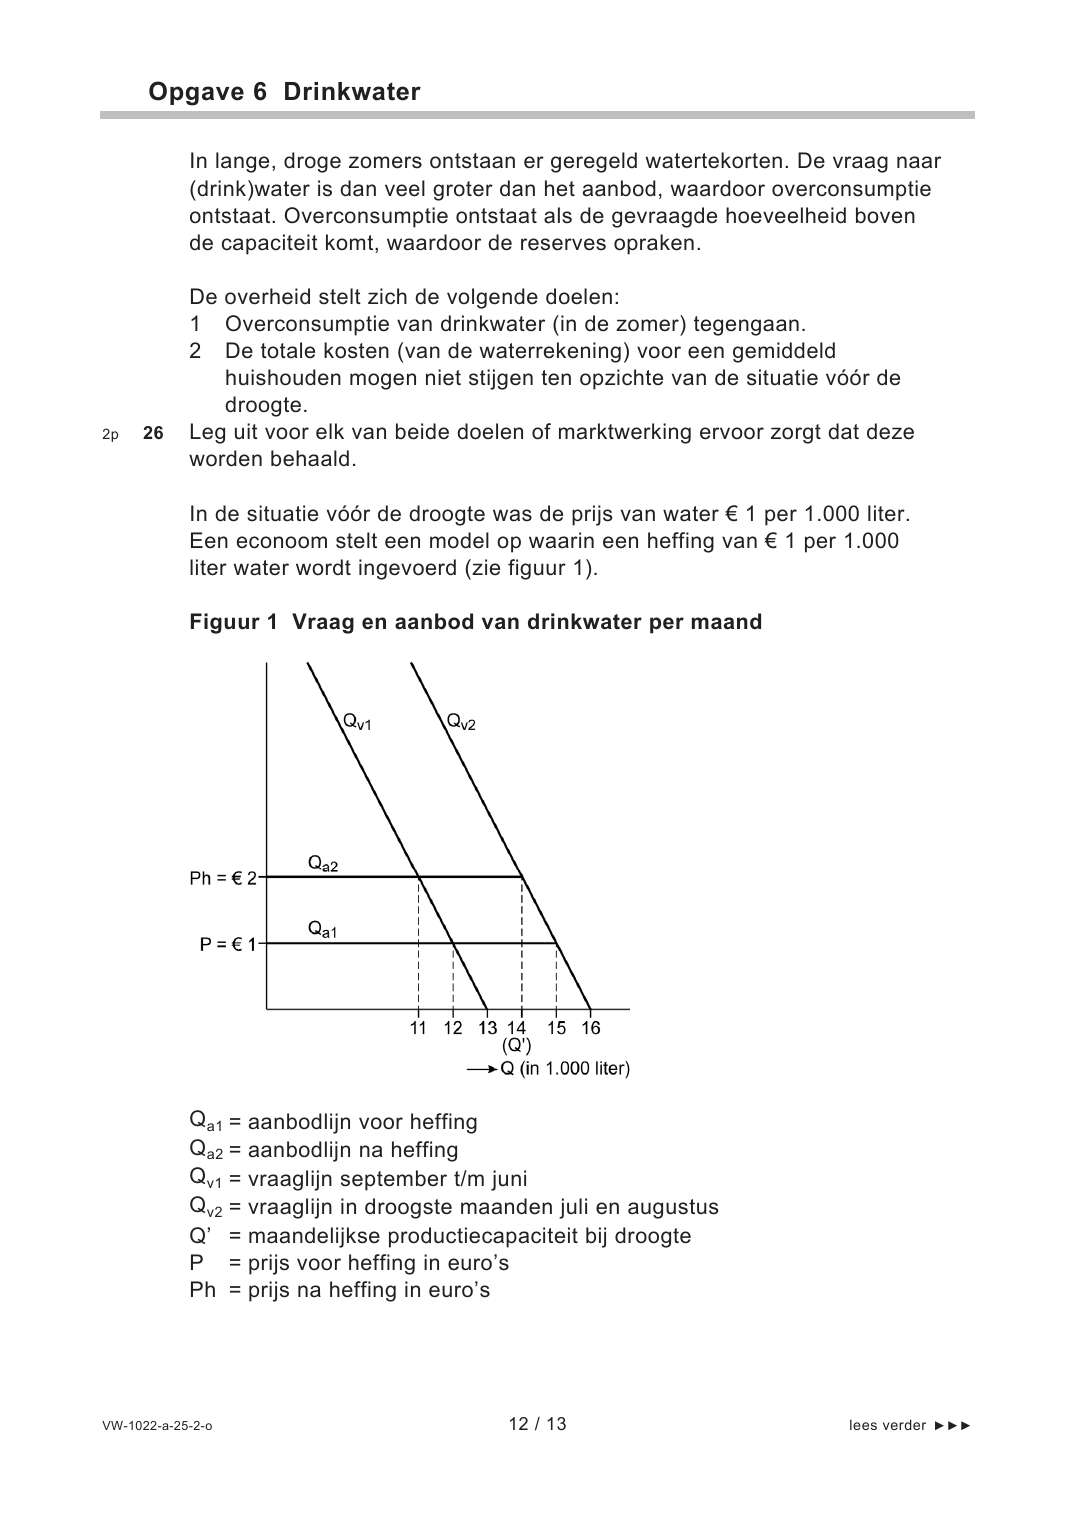 Opgave 6 Drinkwater
In lange, droge zomers ontstaan er geregeld watertekorten. De vraag naar
(drink)water is dan veel groter dan het aanbod, waardoor overconsumptie
ontstaat. Overconsumptie ontstaat als de gevraagde hoeveelheid boven
de capaciteit komt, waardoor de reserves opraken.
De overheid stelt zich de volgende doelen:
1 Overconsumptie van drinkwater (in de zomer) tegengaan.
2 De totale kosten (van de waterrekening) voor een gemiddeld
huishouden mogen niet stijgen ten opzichte van de situatie vóór de
droogte.
2p 26 Leg uit voor elk van beide doelen of marktwerking ervoor zorgt dat deze
worden behaald.
In de situatie vóór de droogte was de prijs van water € 1 per 1.000 liter.
Een econoom stelt een model op waarin een heffing van € 1 per 1.000
liter water wordt ingevoerd (zie figuur 1).
Figuur 1 Vraag en aanbod van drinkwater per maand
Qv1 Qv2
Qa2
Ph = € 2
Qa1
P = € 1
11 12 13 14 15 16
(Q')
Q (in 1.000 liter)
Qa1 = aanbodlijn voor heffing
Qa2 = aanbodlijn na heffing
Qv1 = vraaglijn september t/m juni
Qv2 = vraaglijn in droogste maanden juli en augustus
Q’ = maandelijkse productiecapaciteit bij droogte
P = prijs voor heffing in euro’s
Ph = prijs na heffing in euro’s
VW-1022-a-25-2-o 12 / 13 lees verder ►►►